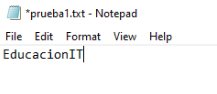 *prueba1.txt - Notepad
File Edit Format View Help
EducacionIT